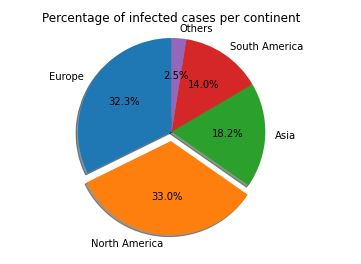 Percentage of infected cases per continent
Others
South America
Europe
2.5%
14.0%
32.3%
18.2%
Asia
33.0%
North America